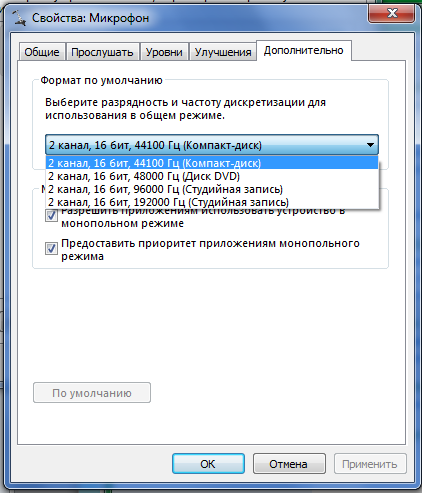 Свойства: Микрофон
Общие Прослушать Уровни Улучшения Дополнительно
Формат по умолчанию
Выберите разрядность и частоту дискретизации для
использования в общем режиме.
2 канал, 16 бит, 44100 Гц (Компакт-диск)
2 канал, 16 бит, 44100 Гц (Компакт-диск)
2 канал, 16 бит, 48000 Гц (Диск DVD)
2 канал, 16 бит, 96000 Гц (Студийная запись)
2 канал, 16 бит, 192000 Гц (Студийная запись)
Разрешить приложениям использовать устройство в
монопольном режиме
Предоставить приоритет приложениям монопольного
режима
По умолчанию
ОК Отмена Применить